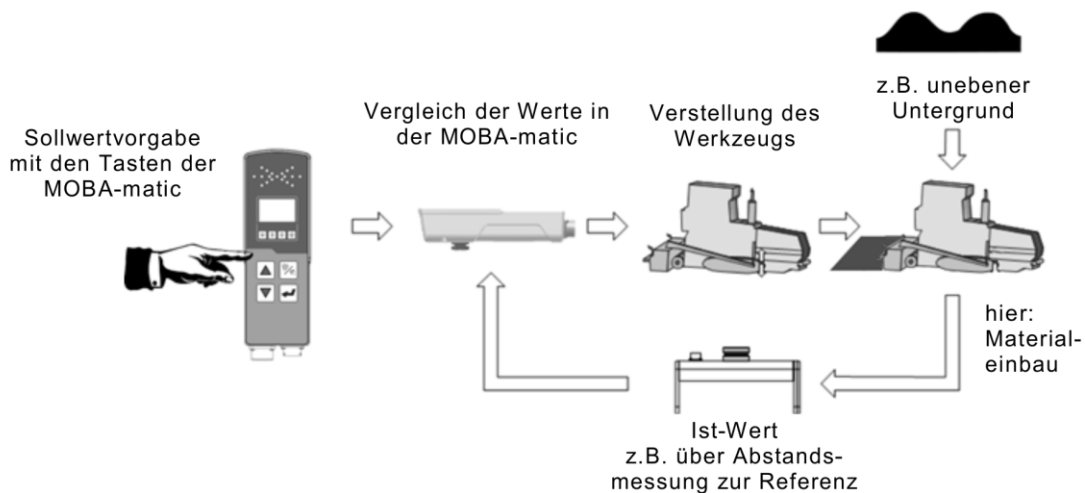 Sollwertvorgabe
mit den Tasten der
MOBA-matic
Vergleich der Werte in
der MOBA-matic
Verstellung des
Werkzeugs
z.B. unebener
Untergrund
hier:
Material-
einbau
Ist-Wert
z.B. über Abstands-
messung zur Referenz